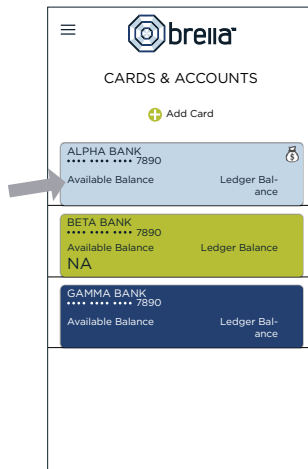 brella
CARDS & ACCOUNTS
Add Card
ALPHA BANK
•••• •••• •••• 7890
Available Balance
Ledger Bal-
ance
BETA BANK
•••• •••• •••• 7890
Available Balance
Ledger Balance
NA
GAMMA BANK
•••• •••• •••• 7890
Available Balance
Ledger Bal-
ance